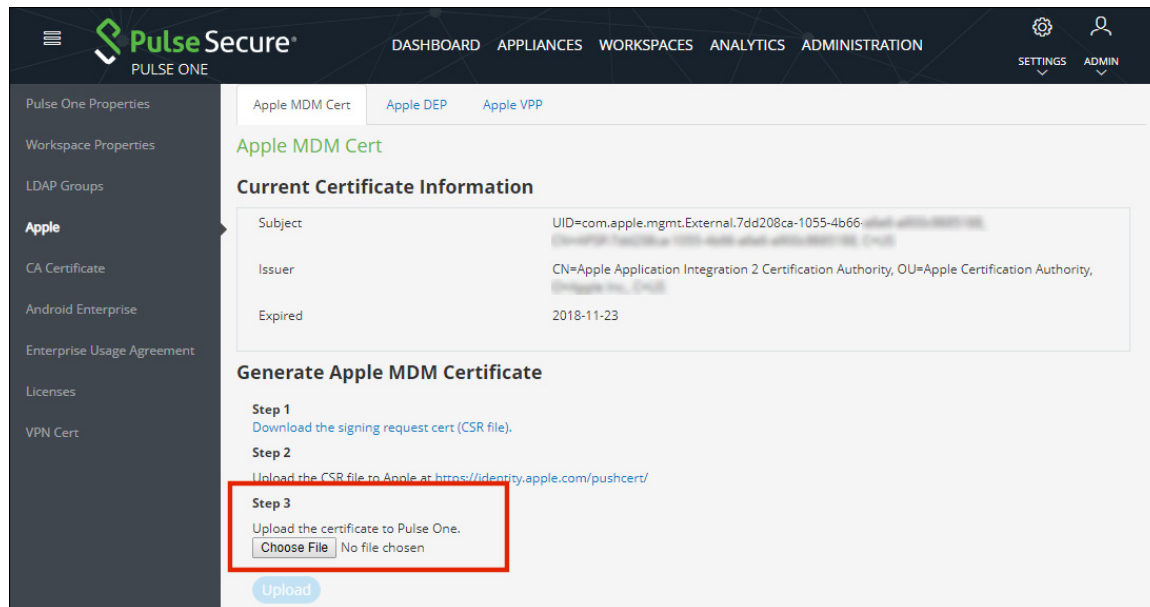 Pulse Secure®
PULSE ONE
DASHBOARD APPLIANCES WORKSPACES ANALYTICS ADMINISTRATION
SETTINGS
ADMIN
Pulse One Properties
Workspace Properties
LDAP Groups
Apple
CA Certificate
Android Enterprise
Enterprise Usage Agreement
Licenses
VPN Cert
Apple MDM Cert
Apple DEP
Apple VPP
Apple MDM Cert
Current Certificate Information
Subject
UID=com.apple.mgmt.External.7dd208ca-1055-4b66-
Issuer
CN=Apple Application Integration 2 Certification Authority, OU=Apple Certification Authority,
Expired
2018-11-23
Generate Apple MDM Certificate
Step 1
Download the signing request cert (CSR file).
Step 2
Upload the CSR file to Apple at https://identity.apple.com/pushcert/
Step 3
Upload the certificate to Pulse One.
Choose File No file chosen
Upload